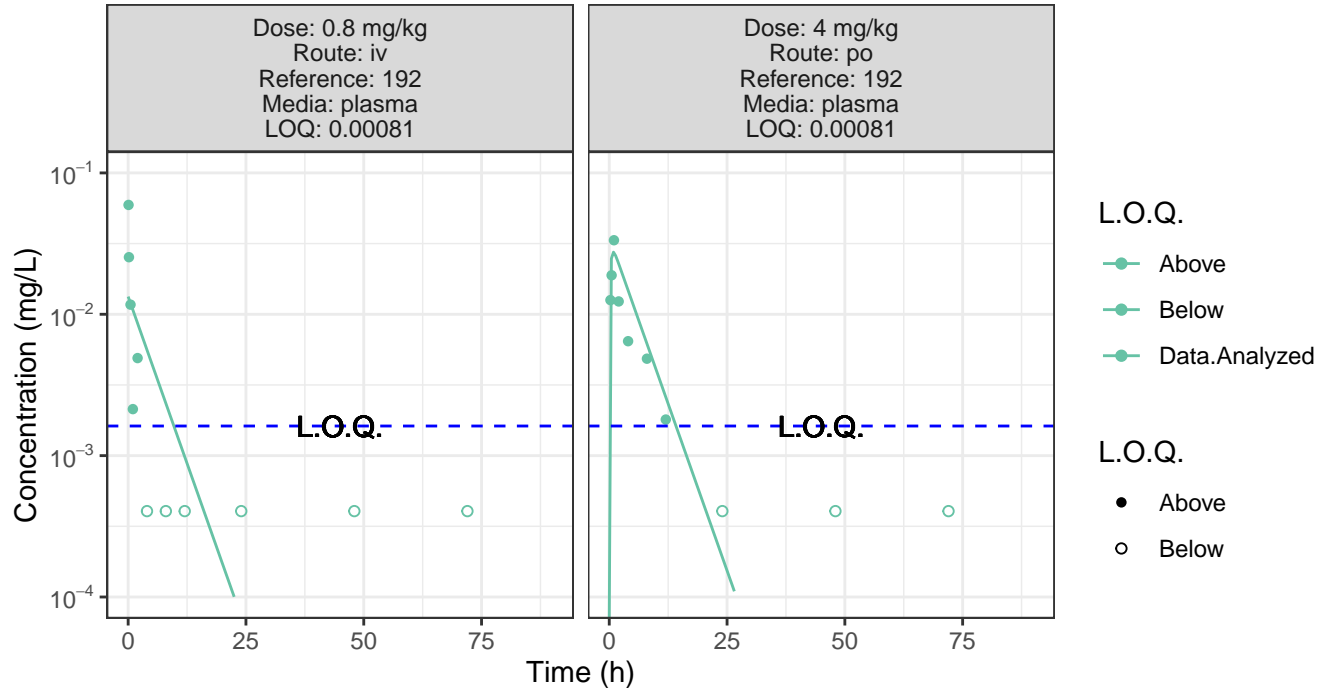 Dose: 0.8 mg/kg
Route: iv
Reference: 192
Media: plasma
LOQ: 0.00081
Dose: 4 mg/kg
Route: po
Reference: 192
Media: plasma
LOQ: 0.00081
Concentration (mg/L)
10⁻¹
10⁻²
10⁻³
10⁻⁴
L.O.Q.
L.O.Q.
0 25 50 75
0 25 50 75
Time (h)
L.O.Q.
Above
Below
Data.Analyzed
L.O.Q.
Above
Below